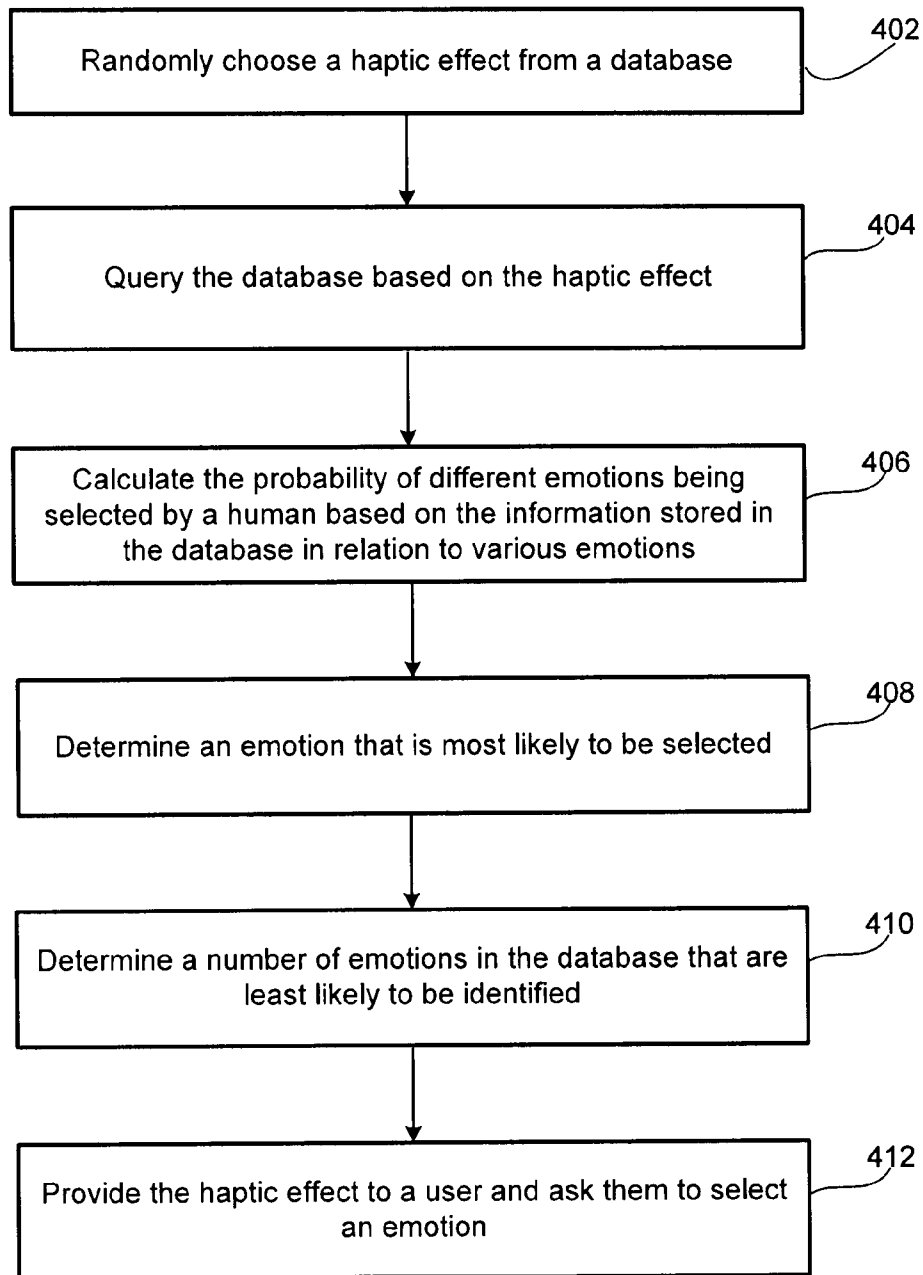 Randomly choose a haptic effect from a database
402
Query the database based on the haptic effect
404
Calculate the probability of different emotions being
selected by a human based on the information stored in
the database in relation to various emotions
406
Determine an emotion that is most likely to be selected
408
Determine a number of emotions in the database that are
least likely to be identified
410
Provide the haptic effect to a user and ask them to select
an emotion
412